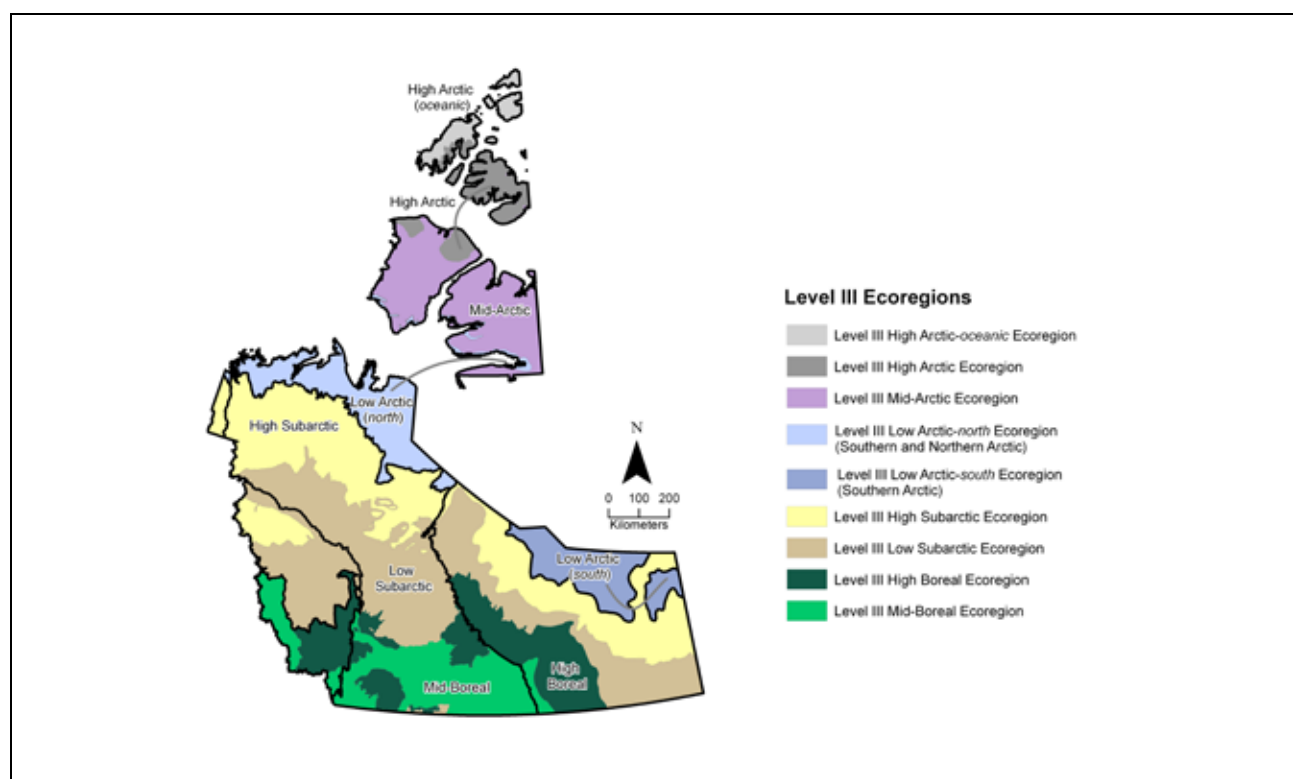 High Arctic
(oceanic)
High Arctic
Mid-Arctic
Low Arctic
(north)
High Subarctic
Low Arctic
(south)
Low
Subarctic
High
Boreal
Mid-Boreal
N
0 100 200
Kilometers
Level III Ecoregions
Level III High Arctic-oceanic Ecoregion
Level III High Arctic Ecoregion
Level III Mid-Arctic Ecoregion
Level III Low Arctic-north Ecoregion
(Southern and Northern Arctic)
Level III Low Arctic-south Ecoregion
(Southern Arctic)
Level III High Subarctic Ecoregion
Level III Low Subarctic Ecoregion
Level III High Boreal Ecoregion
Level III Mid-Boreal Ecoregion